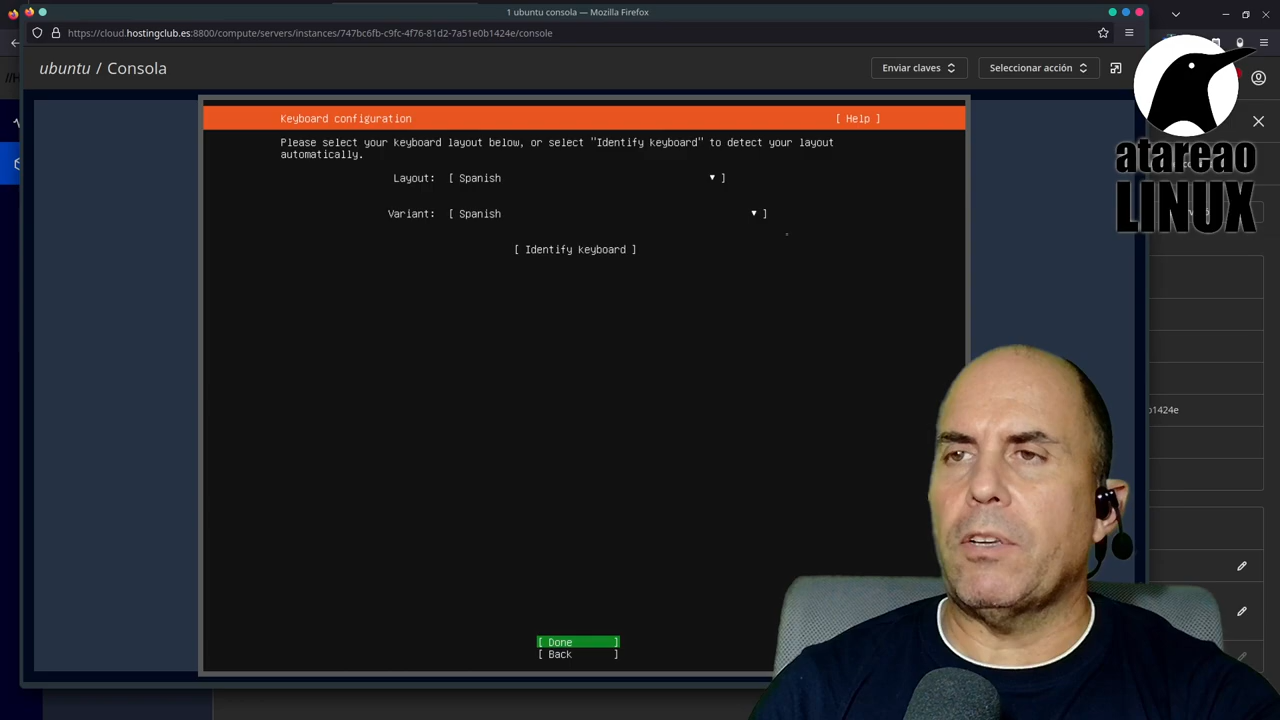 1 ubuntu consola — Mozilla Firefox
https://cloud.hostingclub.es:8800/compute/servers/instances/747bc6fb-c9fc-4f76-81d2-7a51e0b1424e/console
ubuntu / Consola
Enviar claves
Seleccionar acción
Keyboard configuration
[ Help ]
Please select your keyboard layout below, or select "Identify keyboard" to detect your layout
automatically.
Layout: [ Spanish ▼ ]
Variant: [ Spanish ▼ ]
[ Identify keyboard ]
[ Done ]
[ Back ]
atareao
LINUX
b1424e